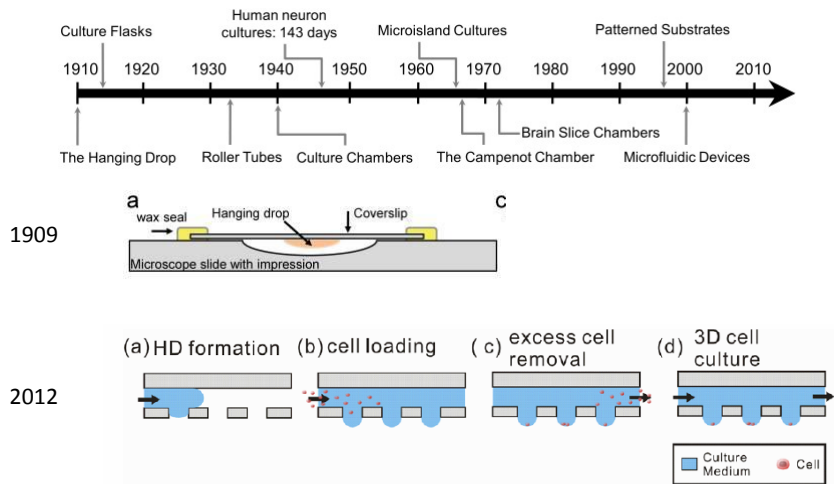 Culture Flasks
Human neuron
cultures: 143 days
Microisland Cultures
Patterned Substrates
1910 1920 1930 1940 1950 1960 1970 1980 1990 2000 2010
The Hanging Drop
Roller Tubes
Culture Chambers
The Campenot Chamber
Brain Slice Chambers
Microfluidic Devices
1909
a
c
wax seal
Hanging drop
Coverslip
Microscope slide with impression
2012
(a) HD formation
(b) cell loading
(c) excess cell
removal
(d) 3D cell
culture
Culture
Medium
Cell